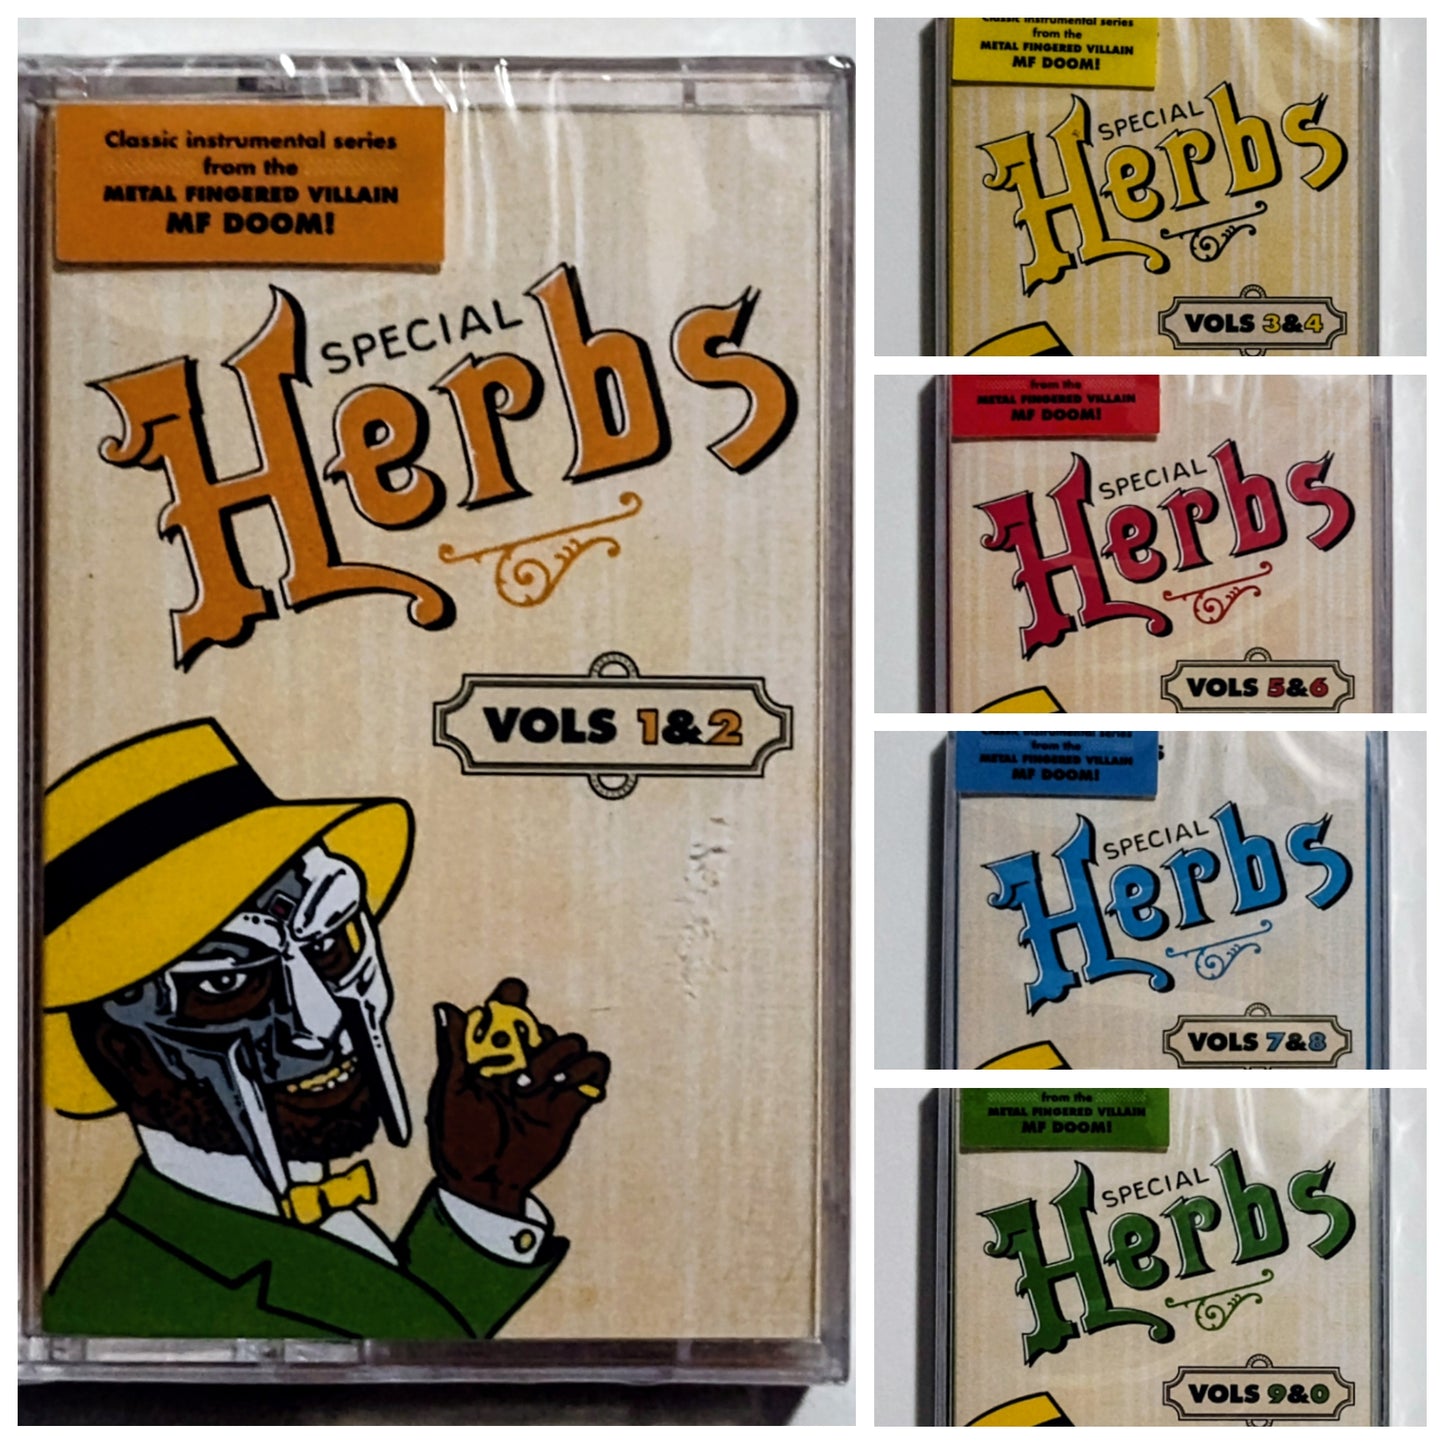 Classic instrumental series
from the
METAL FINGERED VILLAIN
MF DOOM!
SPECIAL
Herbs
VOLS 1&2
Classic instrumental series
from the
METAL FINGERED VILLAIN
MF DOOM!
SPECIAL
Herbs
VOLS 3&4
from the
METAL FINGERED VILLAIN
MF DOOM!
SPECIAL
Herbs
VOLS 5&6
Classic instrumental series
from the
METAL FINGERED VILLAIN
MF DOOM!
SPECIAL
Herbs
VOLS 7&8
from the
METAL FINGERED VILLAIN
MF DOOM!
SPECIAL
Herbs
VOLS 9&0